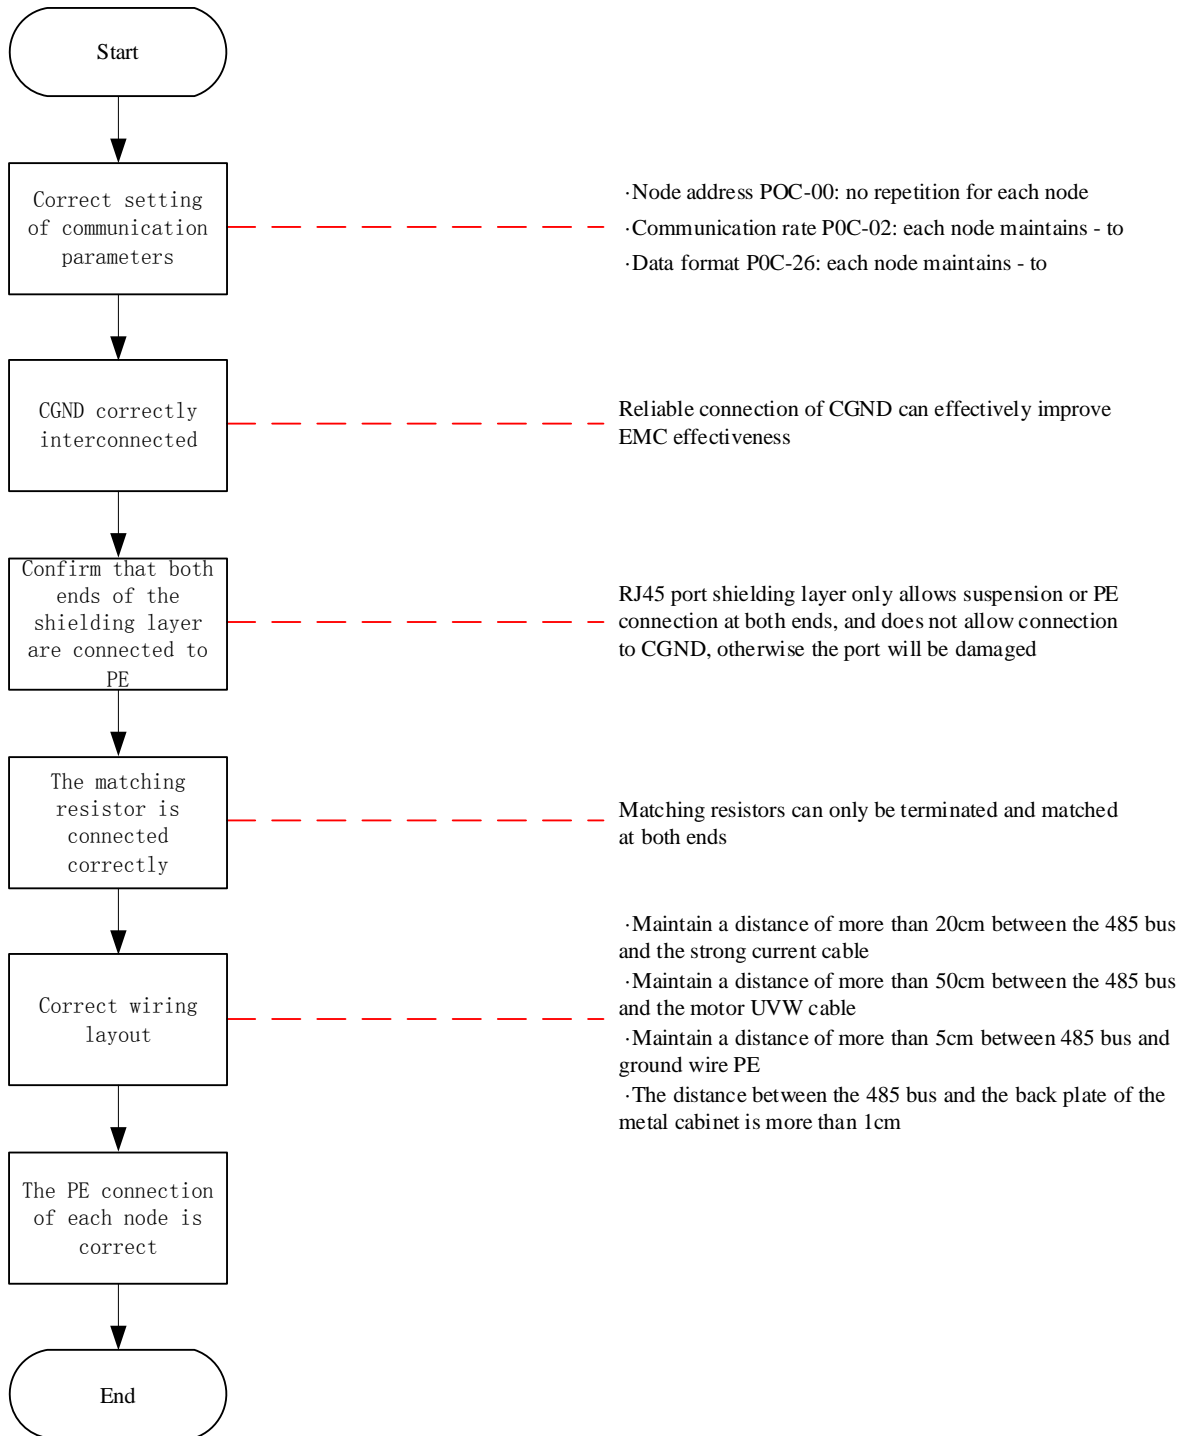 Start
Correct setting
of communication
parameters
·Node address POC-00: no repetition for each node
·Communication rate P0C-02: each node maintains - to
·Data format P0C-26: each node maintains - to
CGND correctly
interconnected
Reliable connection of CGND can effectively improve
EMC effectiveness
Confirm that both
ends of the
shielding layer
are connected to
PE
RJ45 port shielding layer only allows suspension or PE
connection at both ends, and does not allow connection
to CGND, otherwise the port will be damaged
The matching
resistor is
connected
correctly
Matching resistors can only be terminated and matched
at both ends
Correct wiring
layout
·Maintain a distance of more than 20cm between the 485 bus
and the strong current cable
·Maintain a distance of more than 50cm between the 485 bus
and the motor UVW cable
·Maintain a distance of more than 5cm between 485 bus and
ground wire PE
·The distance between the 485 bus and the back plate of the
metal cabinet is more than 1cm
The PE connection
of each node is
correct
End